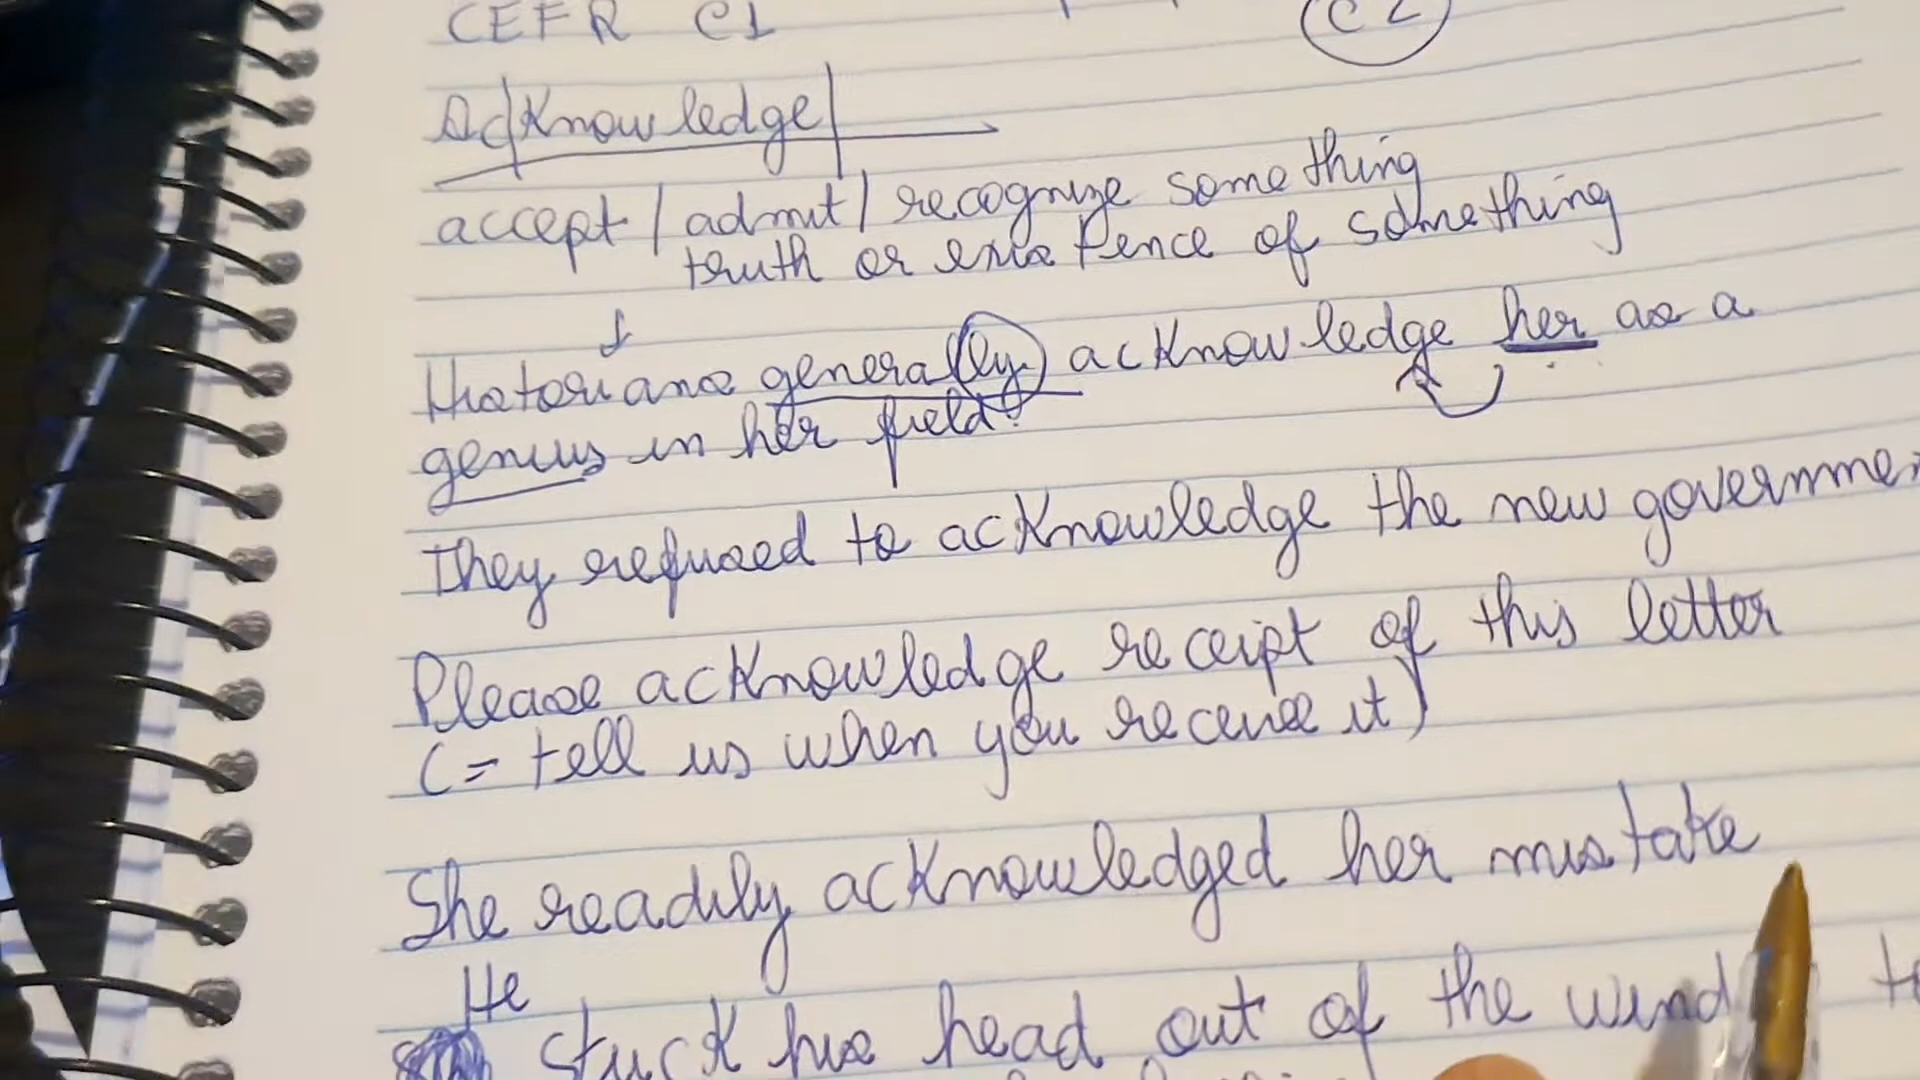 CEFR C1
C2
Acknowledge
accept / admit / recognize something
truth or existence of something
Historians generally acknowledge her as a
genius in her field.
They refused to acknowledge the new governme
Please acknowledge receipt of this letter
(= tell us when you receive it)
She readily acknowledged her mistake
He
stuck his head out of the wind to